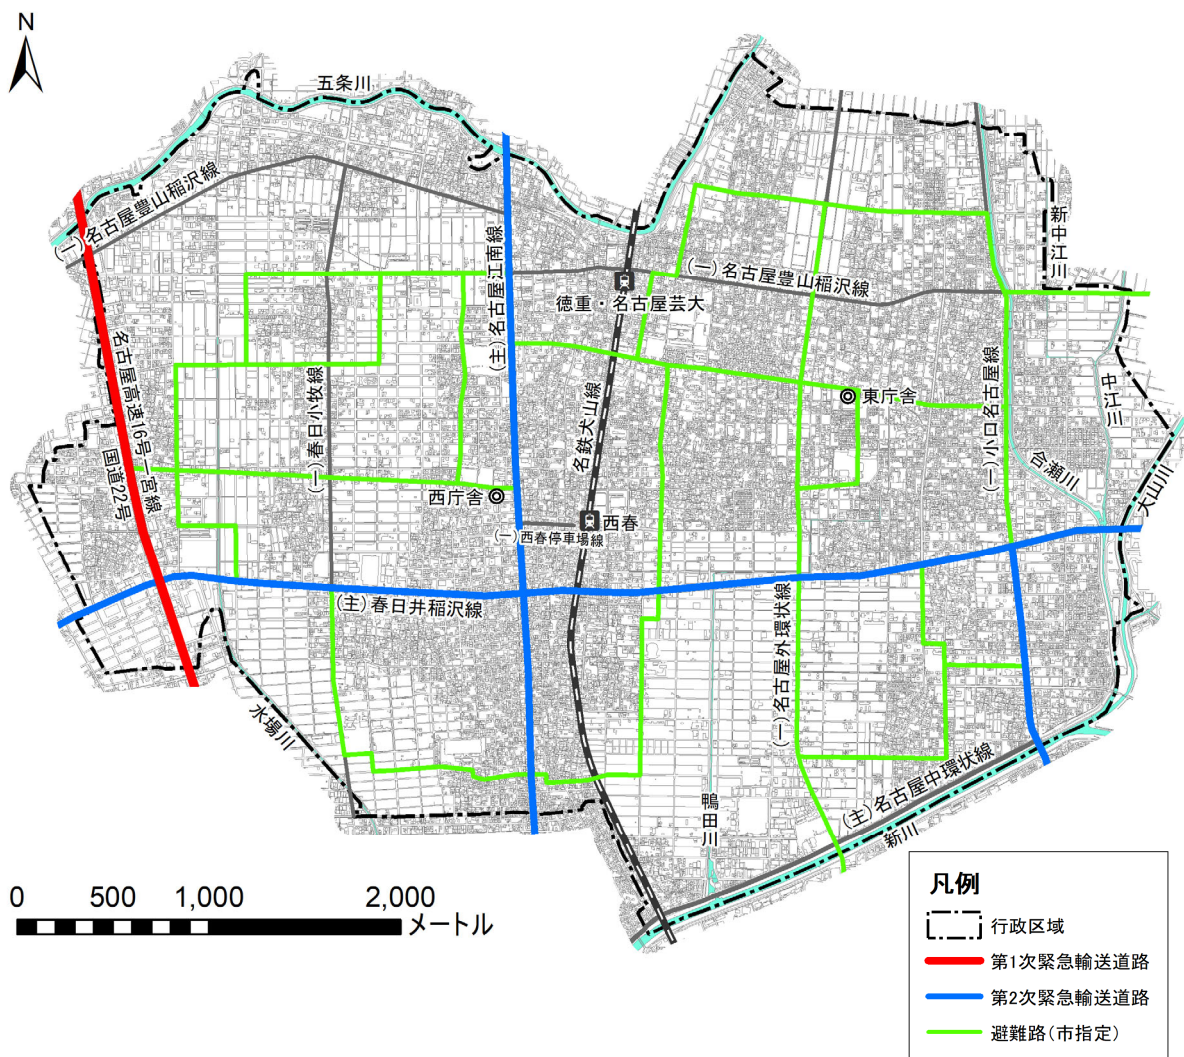 N
五条川
(一)名古屋豊山稲沢線
(主)名古屋江南線
新中江川
(一)名古屋豊山稲沢線
徳重・名古屋芸大
名古屋高速16号一宮線
国道22号
(一)春日小牧線
名鉄犬山線
東庁舎
(一)小口名古屋線
中江川
合瀬川
大山川
西庁舎
西春
(一)西春停車場線
(主)春日井稲沢線
(一)名古屋外環状線
水場川
鴨田川
(主)名古屋中環状線
新川
0 500 1,000 2,000
メートル
凡例
行政区域
第1次緊急輸送道路
第2次緊急輸送道路
避難路(市指定)